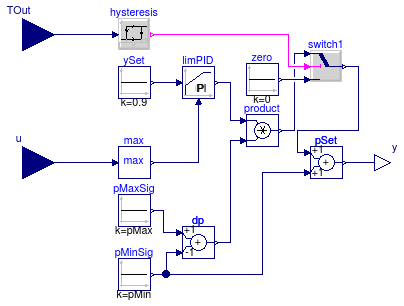 TOut
hysteresis
switch1
ySet
k=0.9
limPID
PI
zero
k=0
product
*
pSet
+1
+
+1
y
u
max
max
pMaxSig
k=pMax
dp
+1
+
-1
pMinSig
k=pMin